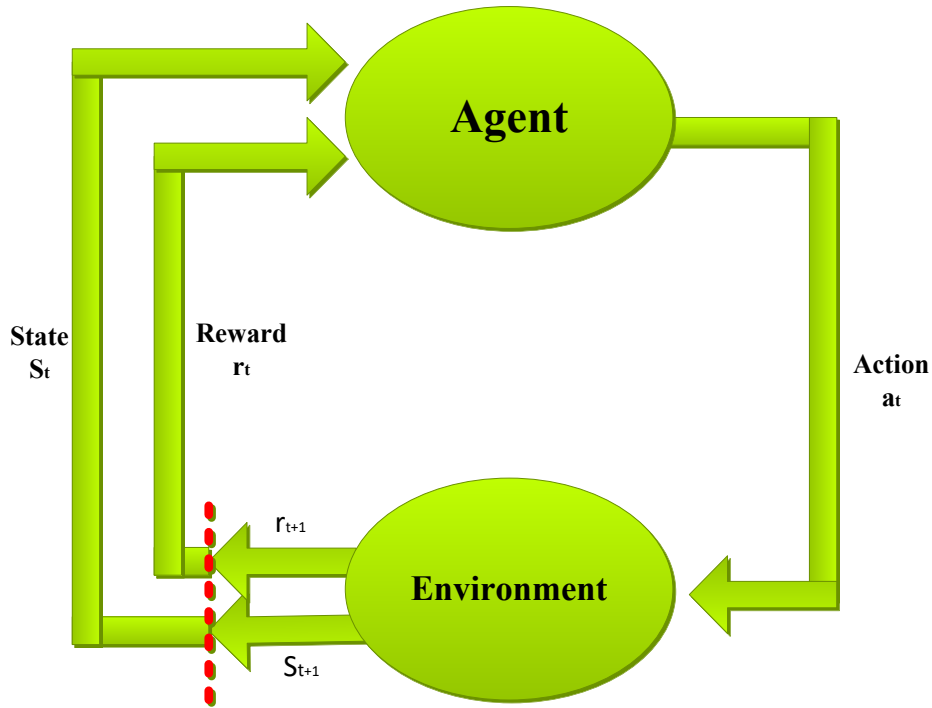 Agent
State
St
Reward
rt
Action
at
rt+1
Environment
St+1